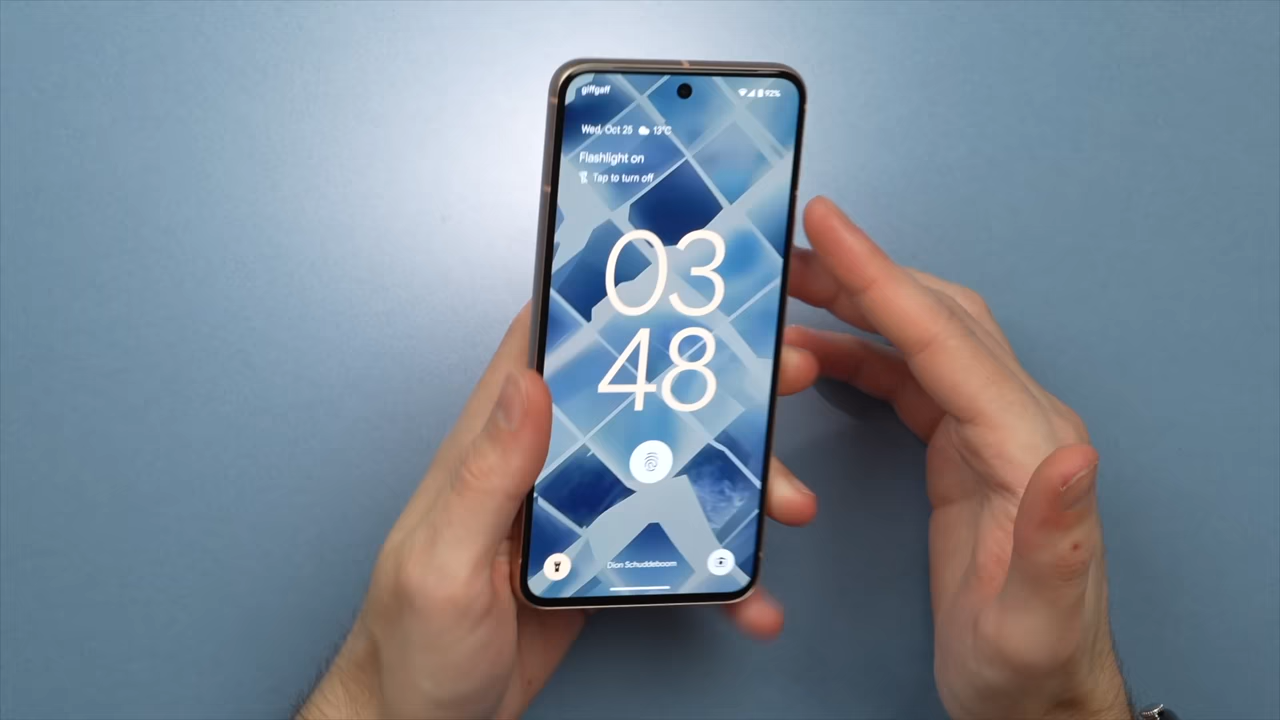 giffgaff
92%
Wed, Oct 25 13°C
Flashlight on
Tap to turn off
03
48
Dion Schuddeboom